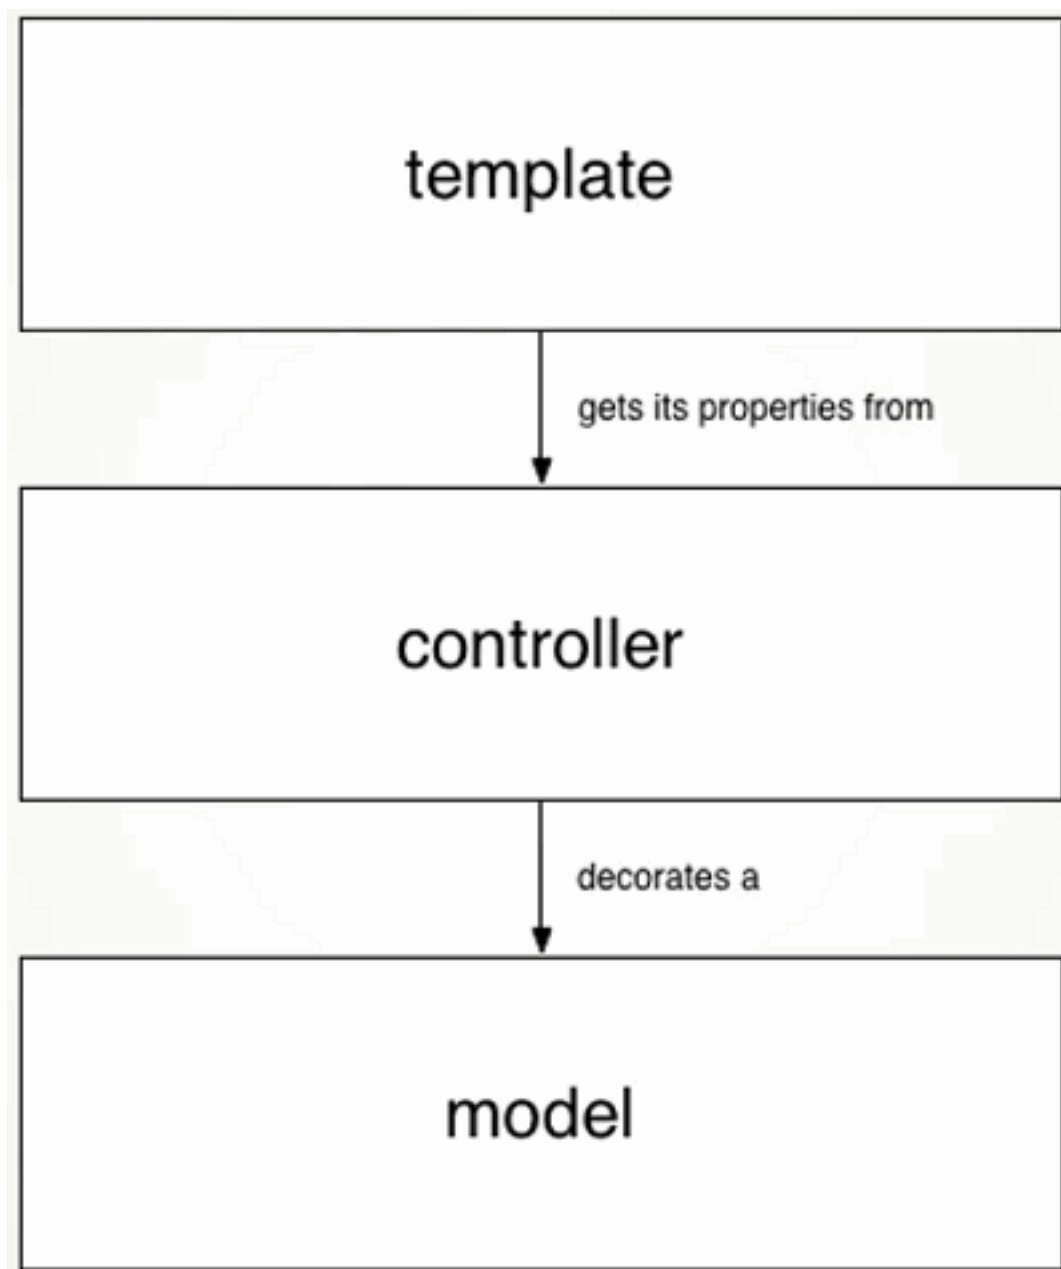 template
gets its properties from
controller
decorates a
model